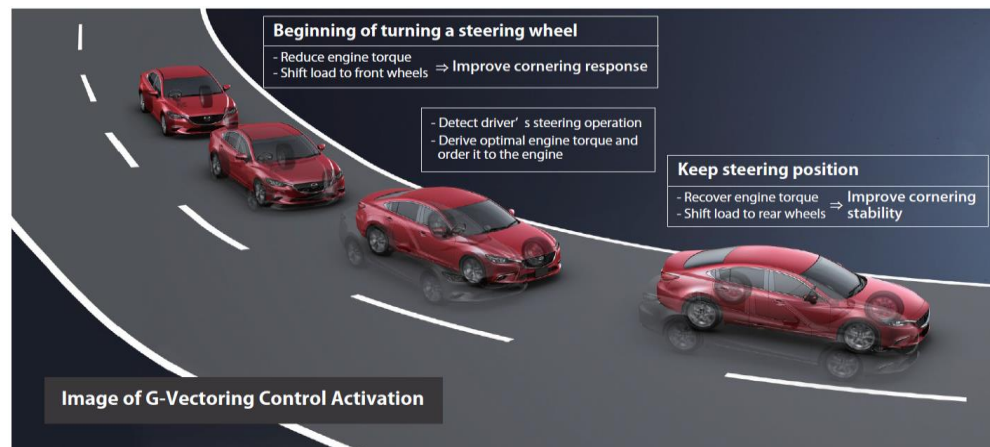 Beginning of turning a steering wheel
- Reduce engine torque
- Shift load to front wheels ⇒ Improve cornering response
- Detect driver’ s steering operation
- Derive optimal engine torque and
order it to the engine
Keep steering position
- Recover engine torque
- Shift load to rear wheels ⇒ Improve cornering
stability
Image of G-Vectoring Control Activation